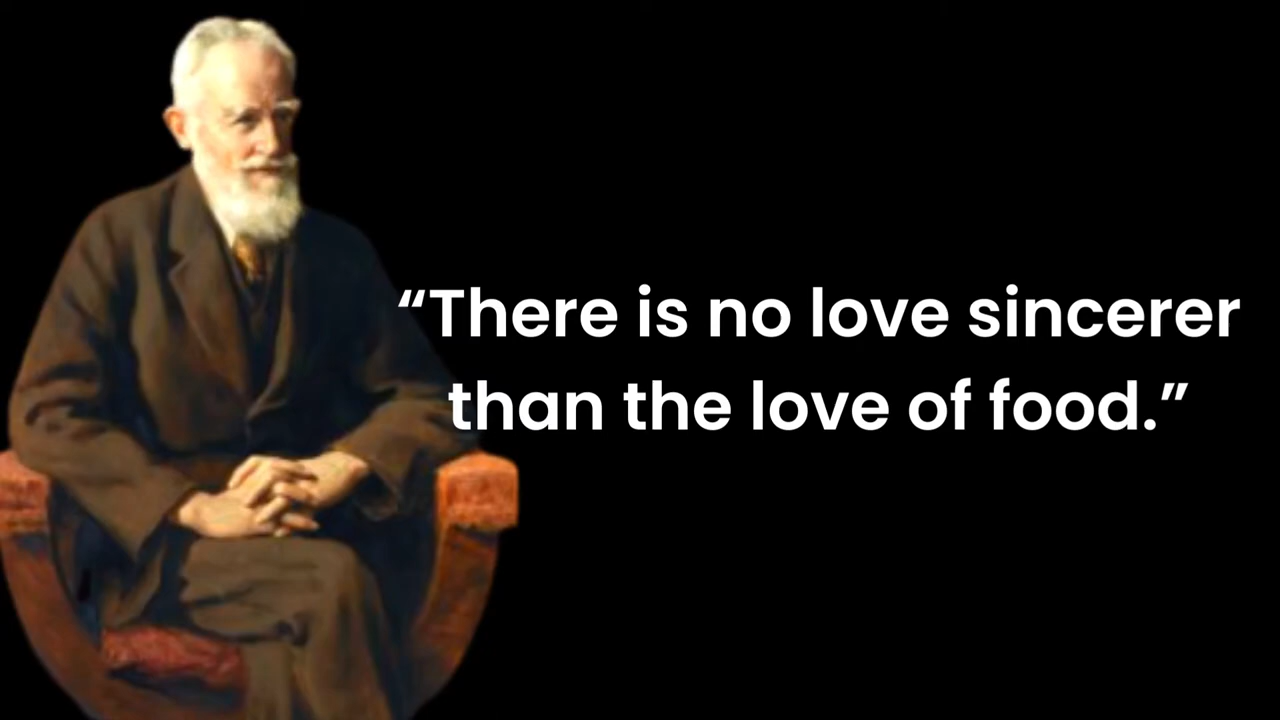 “There is no love sincerer
than the love of food.”